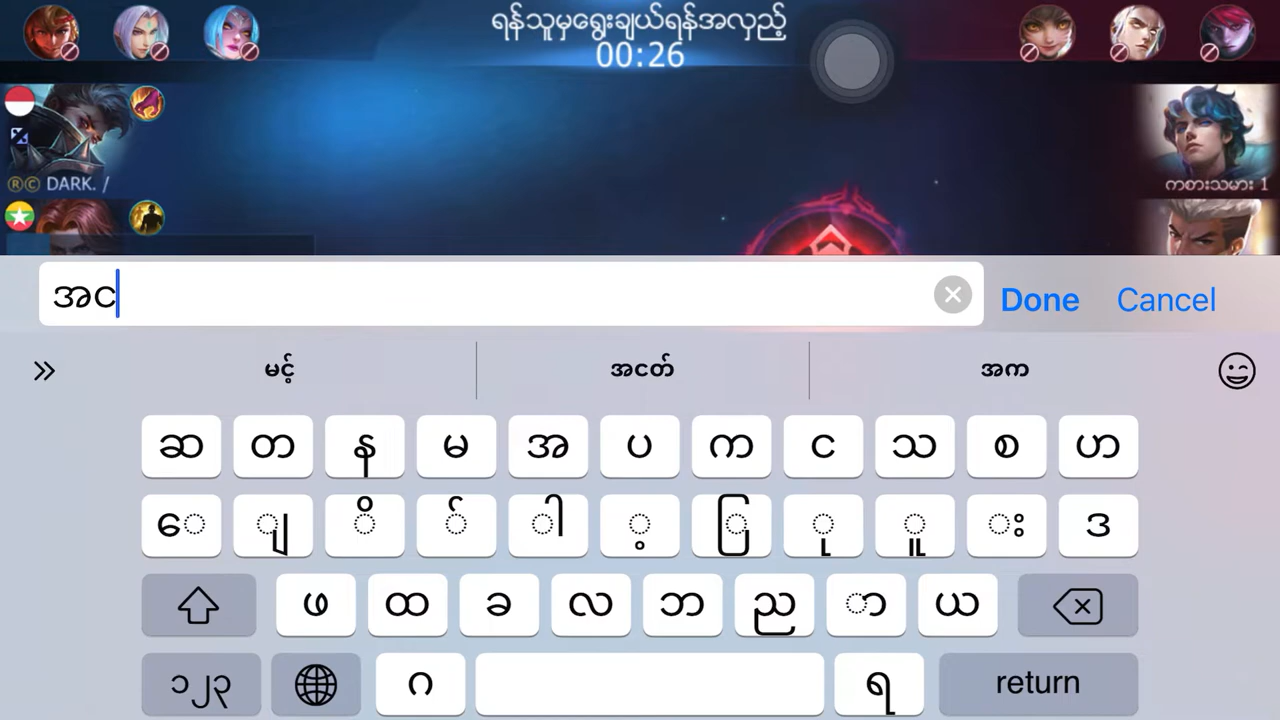 ရန်သူမှရွေးချယ်ရန်အလှည့်
00:26
®© DARK. /
ကစားသမား 1
အင
Done
Cancel
မင့်
အငတ်
အက
ဆ တ န မ အ ပ က င သ စ ဟ
ေ ျ ိ ် ါ ့ ြ ု ူ း ဒ
ဖ ထ ခ လ ဘ ည ာ ယ
၁၂၃
ဂ
ရ
return